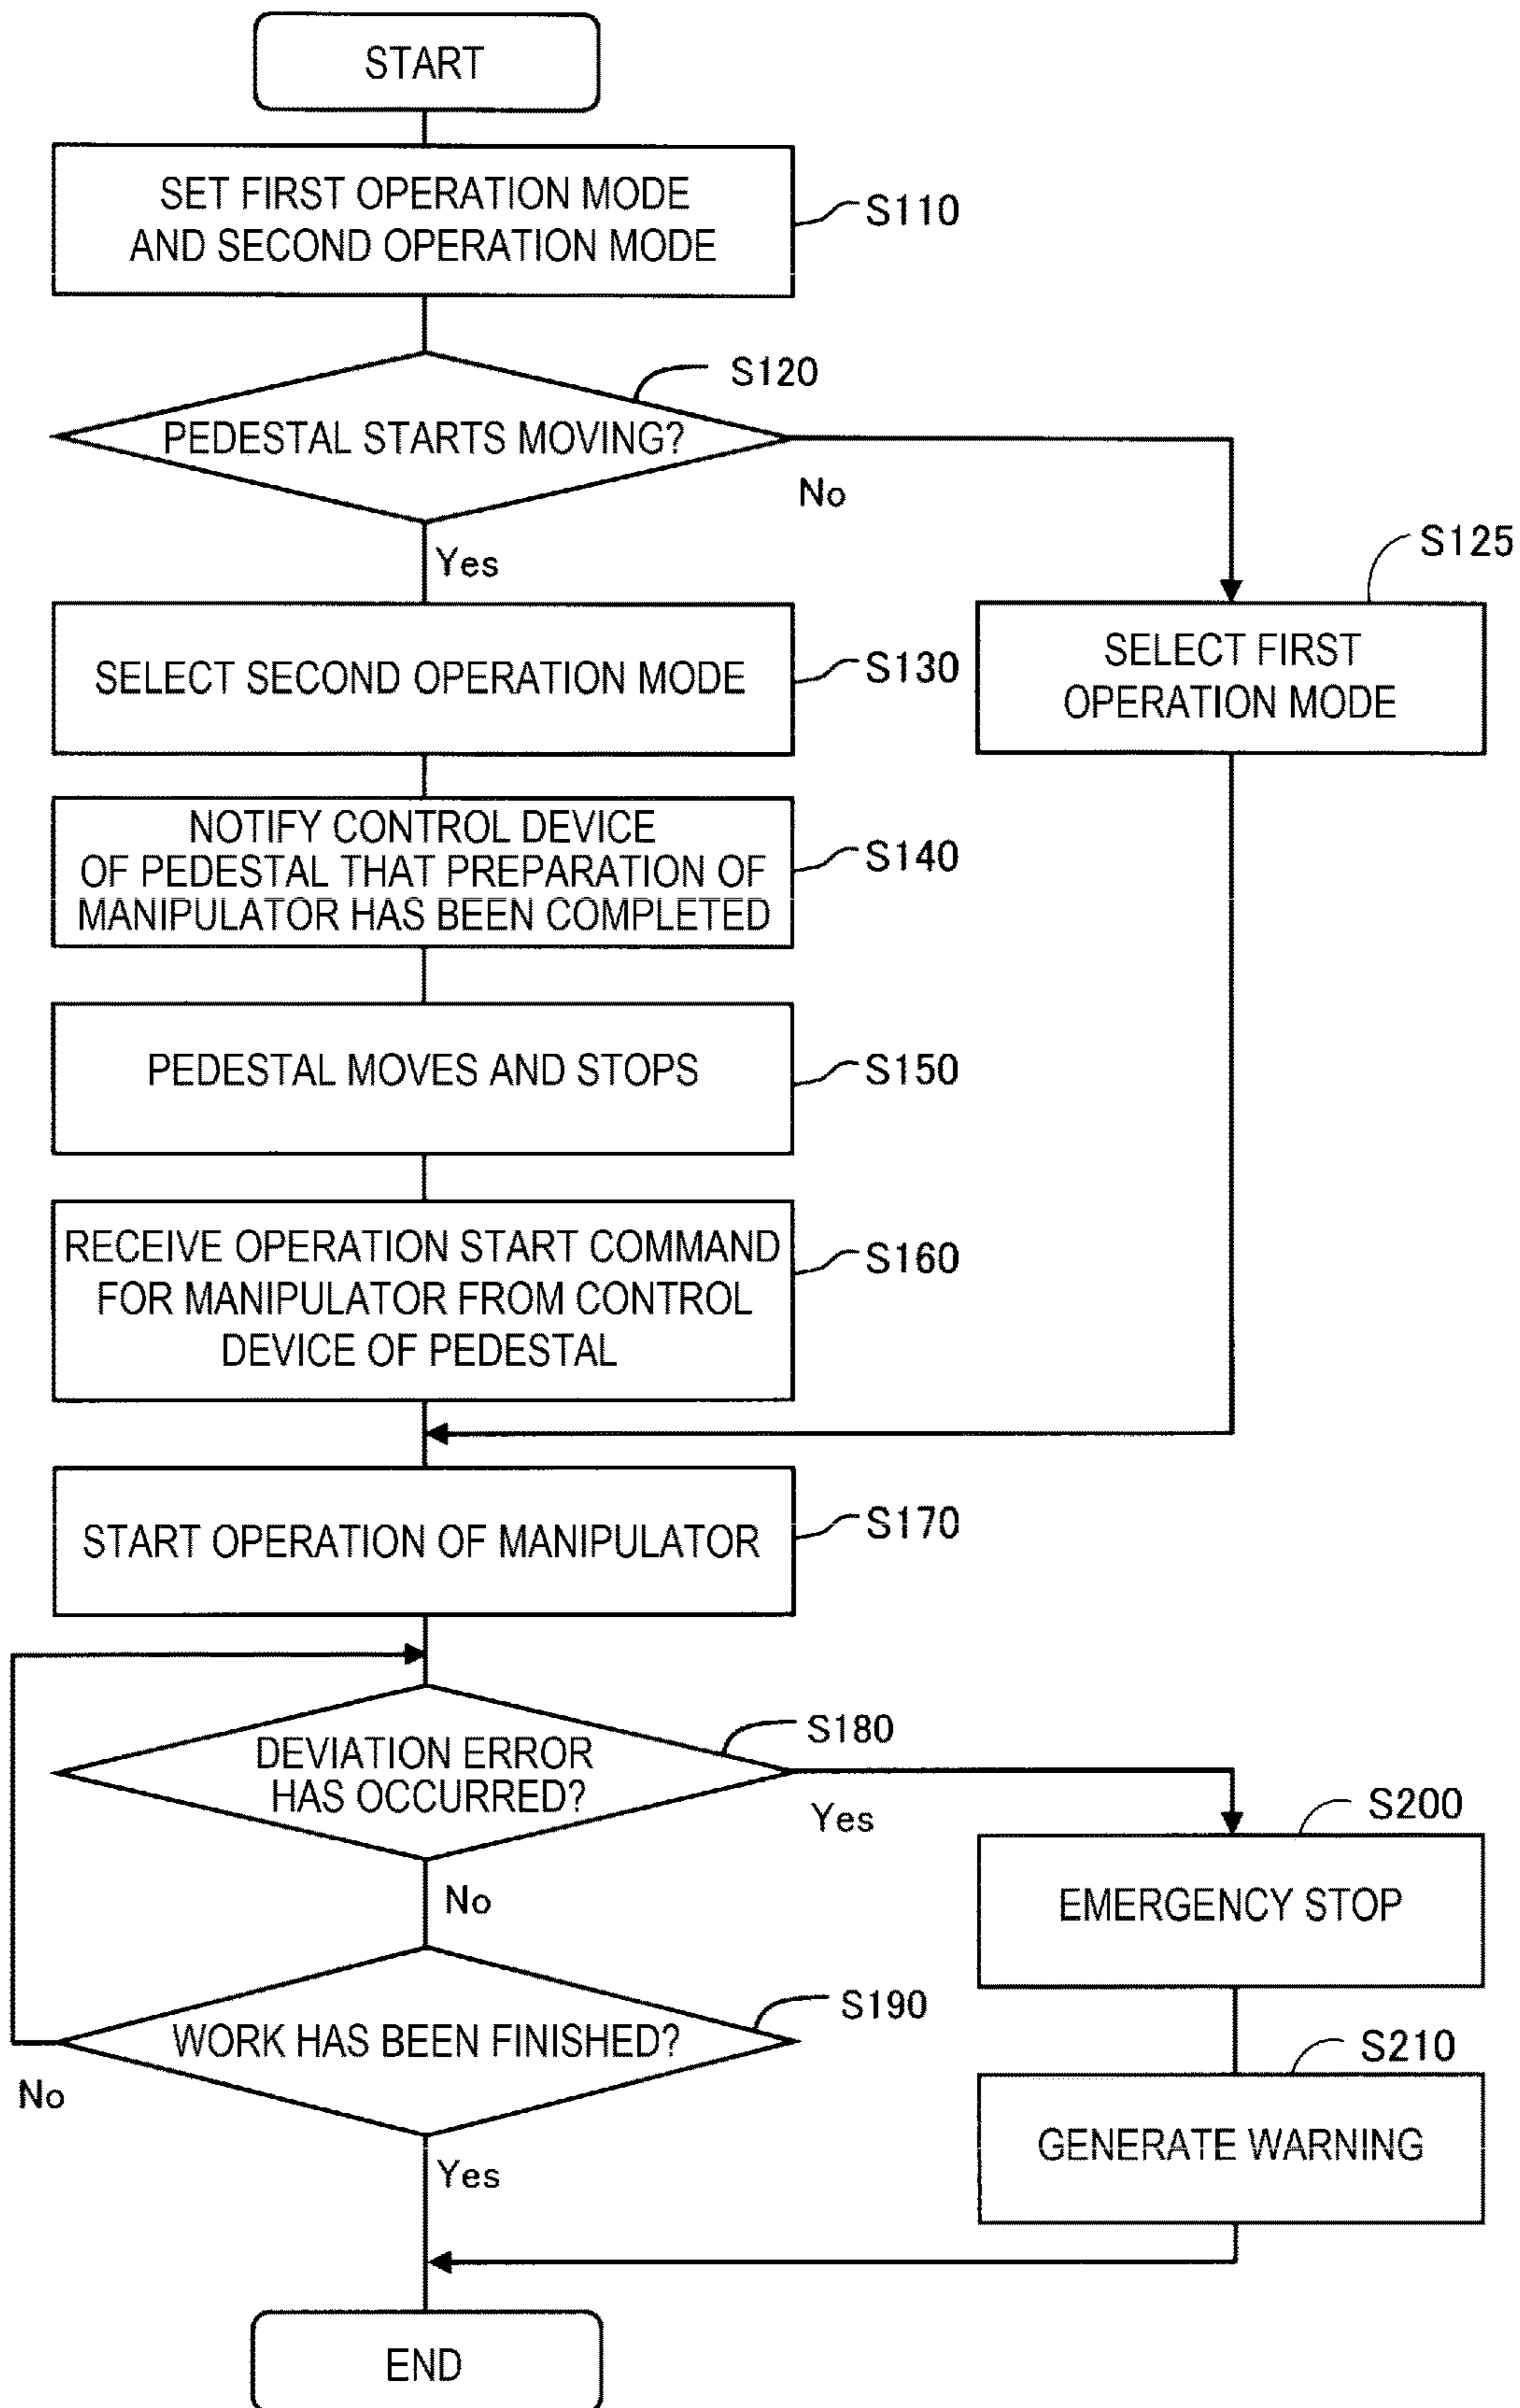 START
SET FIRST OPERATION MODE
AND SECOND OPERATION MODE
S110
S120
PEDESTAL STARTS MOVING?
No
Yes
S125
SELECT FIRST
OPERATION MODE
SELECT SECOND OPERATION MODE
S130
NOTIFY CONTROL DEVICE
OF PEDESTAL THAT PREPARATION OF
MANIPULATOR HAS BEEN COMPLETED
S140
PEDESTAL MOVES AND STOPS
S150
RECEIVE OPERATION START COMMAND
FOR MANIPULATOR FROM CONTROL
DEVICE OF PEDESTAL
S160
START OPERATION OF MANIPULATOR
S170
S180
DEVIATION ERROR
HAS OCCURRED?
Yes
No
S200
EMERGENCY STOP
S190
WORK HAS BEEN FINISHED?
No
Yes
S210
GENERATE WARNING
END